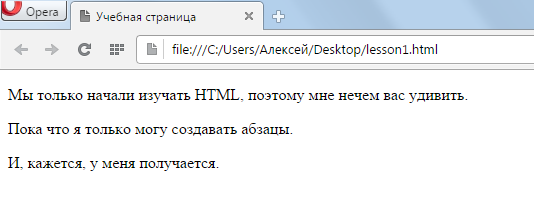 Opera
Учебная страница
file:///C:/Users/Алексей/Desktop/lesson1.html
Мы только начали изучать HTML, поэтому мне нечем вас удивить.
Пока что я только могу создавать абзацы.
И, кажется, у меня получается.